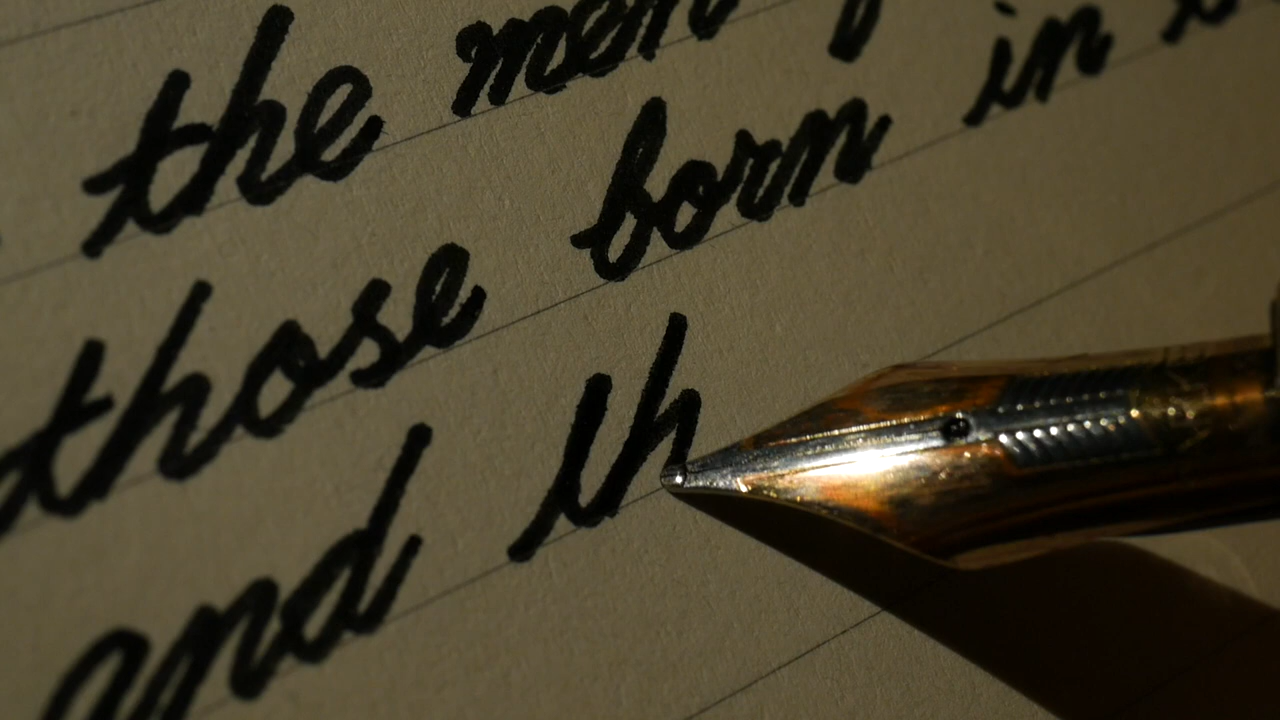 the men
those born in
and th